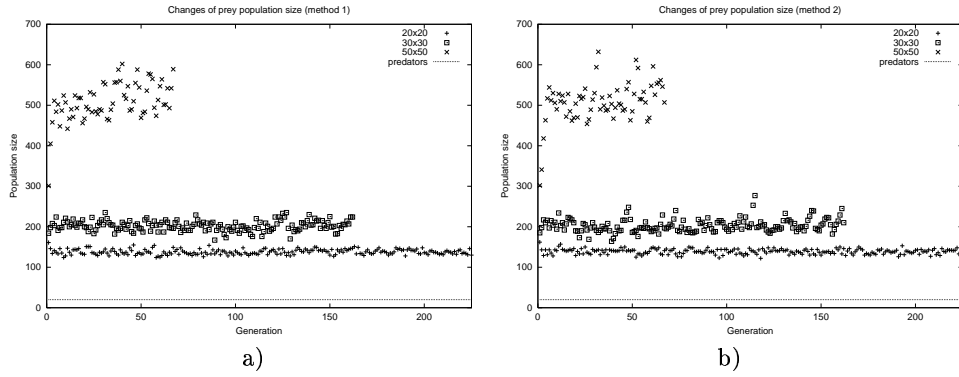 Changes of prey population size (method 1)
700
600
500
400
300
200
100
0
Population size
0
50
100
150
200
Generation
20x20
30x30
50x50
predators
a)
Changes of prey population size (method 2)
700
600
500
400
300
200
100
0
Population size
0
50
100
150
200
Generation
20x20
30x30
50x50
predators
b)